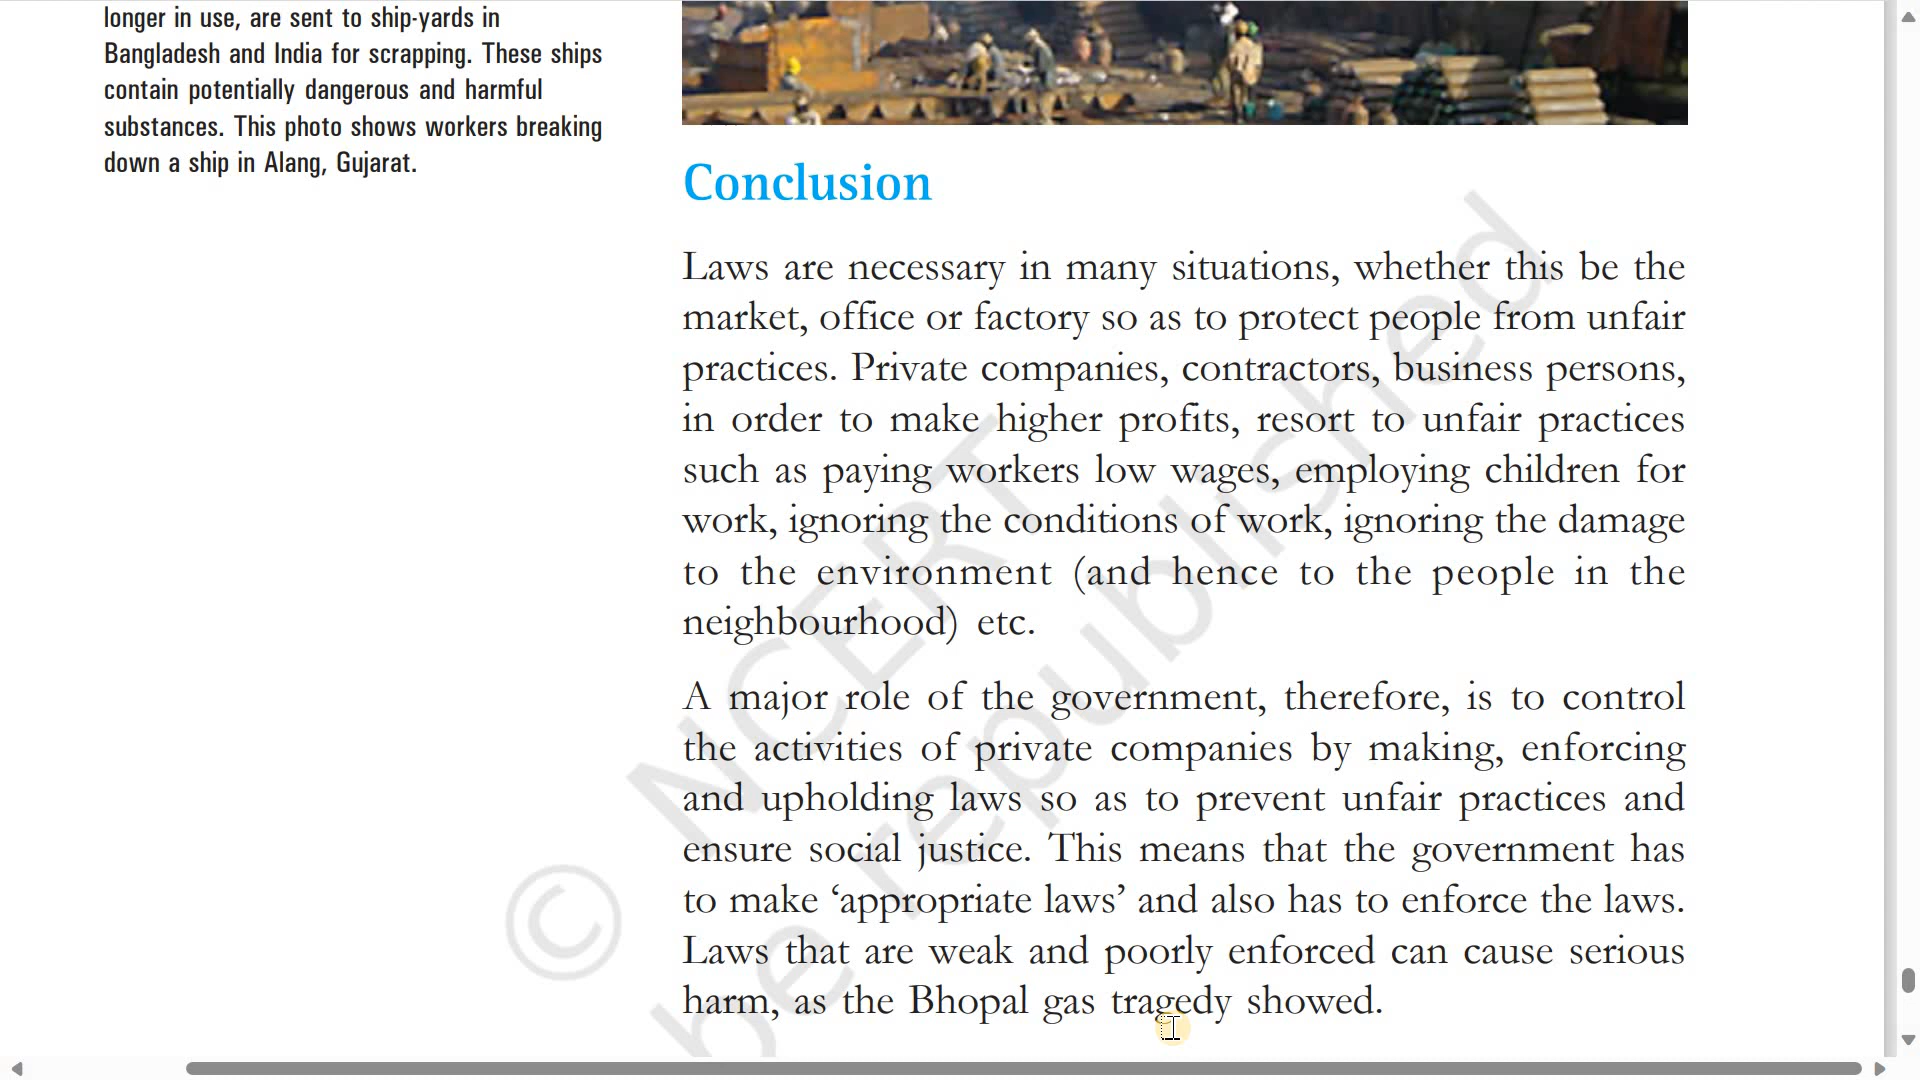 longer in use, are sent to ship-yards in
Bangladesh and India for scrapping. These ships
contain potentially dangerous and harmful
substances. This photo shows workers breaking
down a ship in Alang, Gujarat.
Conclusion
Laws are necessary in many situations, whether this be the
market, office or factory so as to protect people from unfair
practices. Private companies, contractors, business persons,
in order to make higher profits, resort to unfair practices
such as paying workers low wages, employing children for
work, ignoring the conditions of work, ignoring the damage
to the environment (and hence to the people in the
neighbourhood) etc.
A major role of the government, therefore, is to control
the activities of private companies by making, enforcing
and upholding laws so as to prevent unfair practices and
ensure social justice. This means that the government has
to make ‘appropriate laws’ and also has to enforce the laws.
Laws that are weak and poorly enforced can cause serious
harm, as the Bhopal gas tragedy showed.
© NCERT
be republished